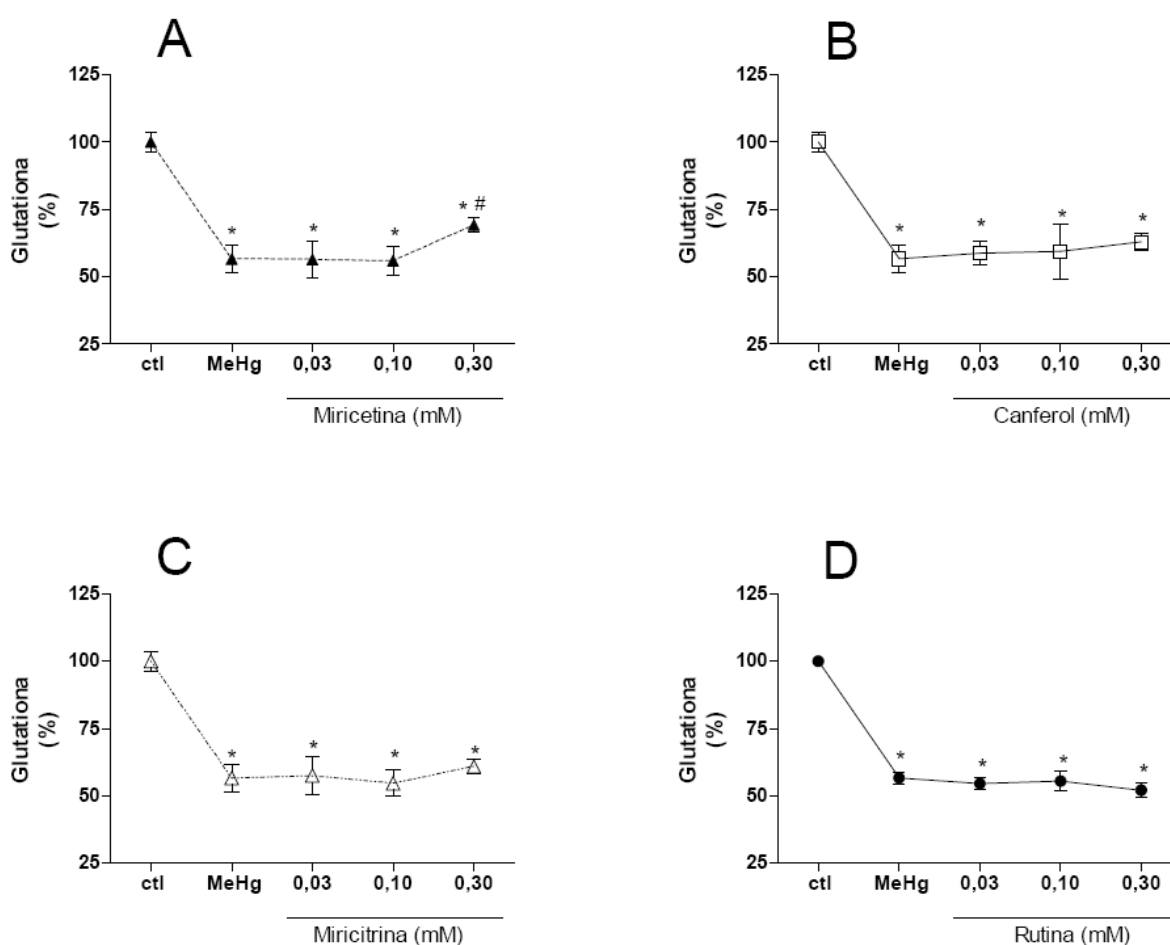 A
Glutationa
(%)
125
100
75
50
25
*
*
*
* #
ctl MeHg 0,03 0,10 0,30
Miricetina (mM)
B
Glutationa
(%)
125
100
75
50
25
*
*
*
*
ctl MeHg 0,03 0,10 0,30
Canferol (mM)
C
Glutationa
(%)
125
100
75
50
25
*
*
*
*
ctl MeHg 0,03 0,10 0,30
Miricitrina (mM)
D
Glutationa
(%)
125
100
75
50
25
*
*
*
*
ctl MeHg 0,03 0,10 0,30
Rutina (mM)